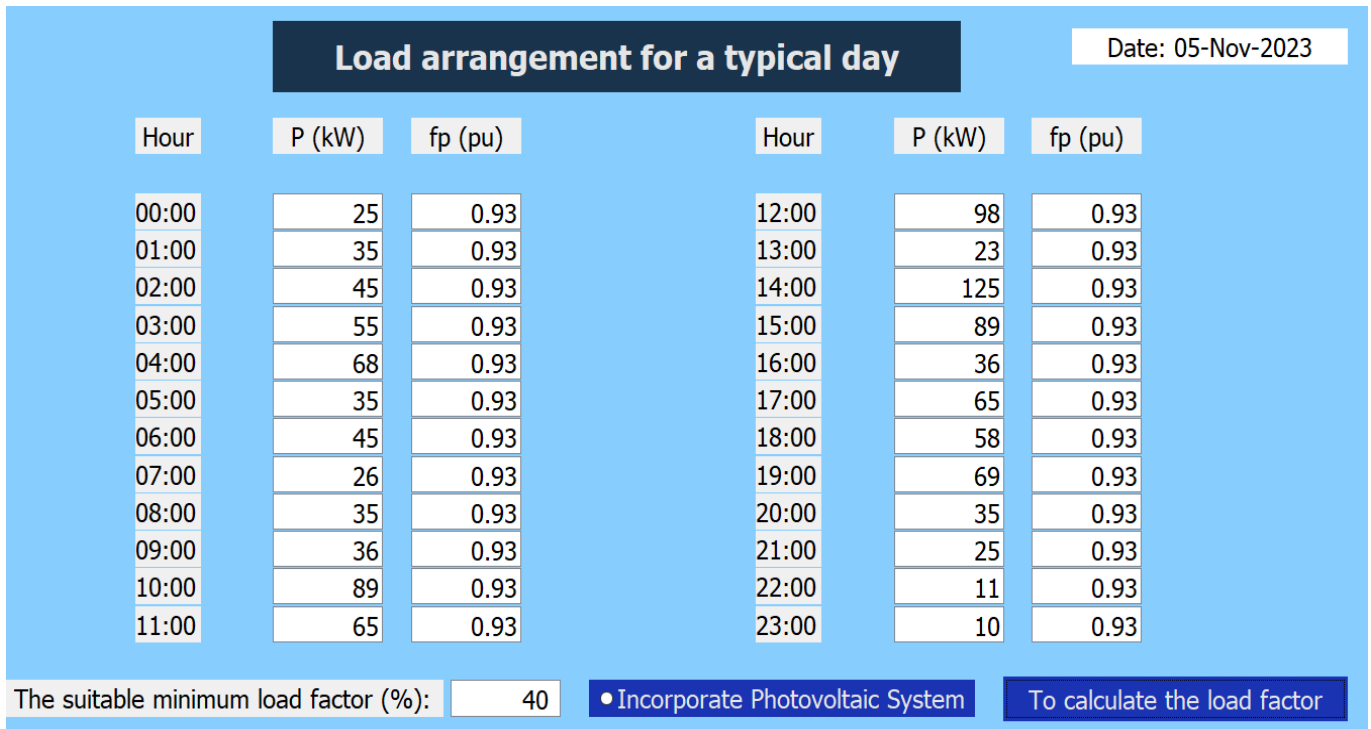 Load arrangement for a typical day
Date: 05-Nov-2023
Hour P (kW) fp (pu) Hour P (kW) fp (pu)
00:00 25 0.93 12:00 98 0.93
01:00 35 0.93 13:00 23 0.93
02:00 45 0.93 14:00 125 0.93
03:00 55 0.93 15:00 89 0.93
04:00 68 0.93 16:00 36 0.93
05:00 35 0.93 17:00 65 0.93
06:00 45 0.93 18:00 58 0.93
07:00 26 0.93 19:00 69 0.93
08:00 35 0.93 20:00 35 0.93
09:00 36 0.93 21:00 25 0.93
10:00 89 0.93 22:00 11 0.93
11:00 65 0.93 23:00 10 0.93
The suitable minimum load factor (%): 40 Incorporate Photovoltaic System To calculate the load factor